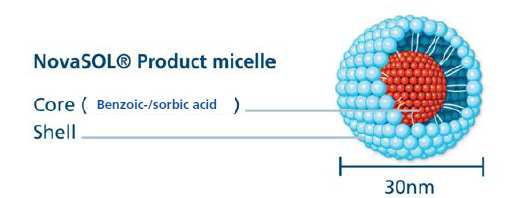 NovaSOL® Product micelle
Core ( Benzoic-/sorbic acid )
Shell
30nm